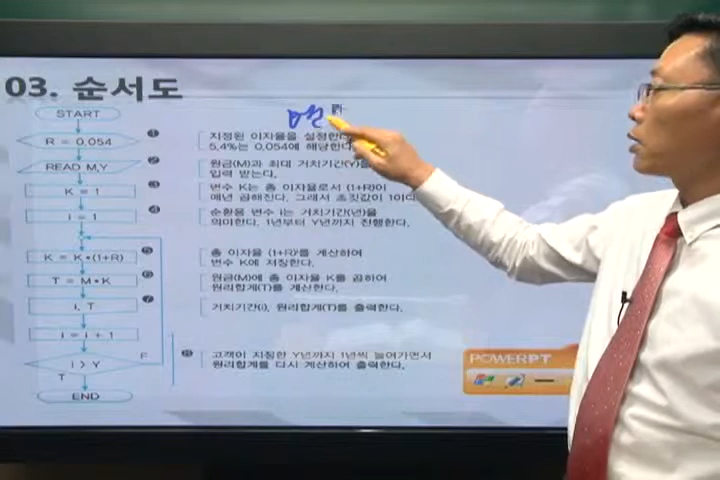 03. 순서도
START
R = 0.054
READ M,Y
K = 1
i = 1
K = K*(1+R)
T = M*K
i, T
i = i + 1
i > Y
F
T
END
❶ 지정된 이자율을 설정한다
5.4%는 0.054에 해당한다.
❷ 원금(M)과 최대 거치기간(Y)
입력 받는다.
❸ 변수 K는 총 이자율로서 (1+R)이
매년 곱해진다. 그래서 초깃값이 1이다
❹ 순환용 변수 i는 거치기간(년)을
의미한다. 1년부터 Y년까지 진행한다.
❺ 총 이자율 (1+R)ⁱ를 계산하여
변수 K에 저장한다.
❻ 원금(M)에 총 이자율 K를 곱하여
원리합계(T)를 계산한다.
❼ 거치기간(i), 원리합계(T)를 출력한다.
❽ 고객이 지정한 Y년까지 1년씩 늘어가면서
원리합계를 다시 계산하여 출력한다.
POWERPT